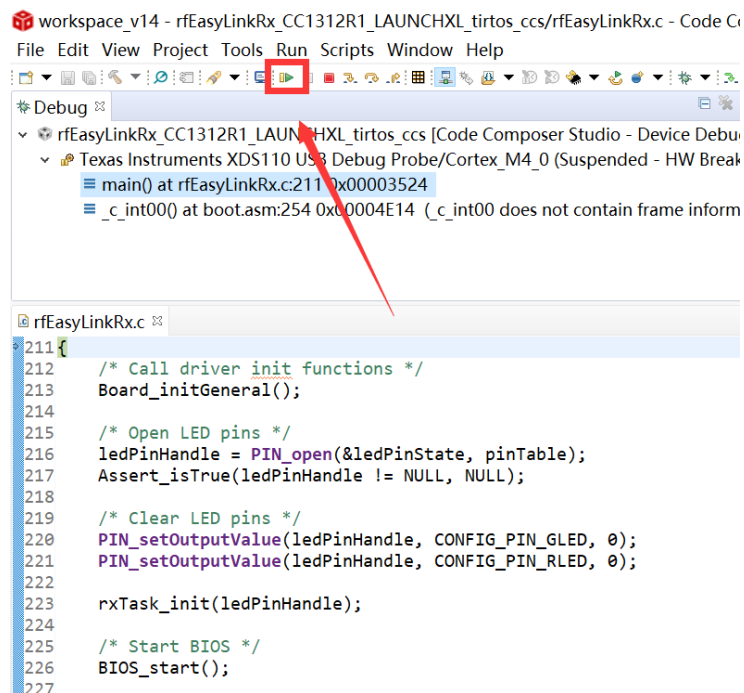 workspace_v14 - rfEasyLinkRx_CC1312R1_LAUNCHXL_tirtos_ccs/rfEasyLinkRx.c - Code C
File Edit View Project Tools Run Scripts Window Help
Debug
rfEasyLinkRx_CC1312R1_LAUNCHXL_tirtos_ccs [Code Composer Studio - Device Debu
Texas Instruments XDS110 USB Debug Probe/Cortex_M4_0 (Suspended - HW Break
main() at rfEasyLinkRx.c:211 0x00003524
_c_int00() at boot.asm:254 0x00004E14 (_c_int00 does not contain frame inform
rfEasyLinkRx.c
211 {
212 /* Call driver init functions */
213 Board_initGeneral();
214
215 /* Open LED pins */
216 ledPinHandle = PIN_open(&ledPinState, pinTable);
217 Assert_isTrue(ledPinHandle != NULL, NULL);
218
219 /* Clear LED pins */
220 PIN_setOutputValue(ledPinHandle, CONFIG_PIN_GLED, 0);
221 PIN_setOutputValue(ledPinHandle, CONFIG_PIN_RLED, 0);
222
223 rxTask_init(ledPinHandle);
224
225 /* Start BIOS */
226 BIOS_start();
227